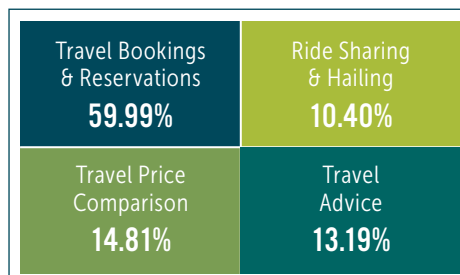 Travel Bookings
& Reservations
59.99%
Ride Sharing
& Hailing
10.40%
Travel Price
Comparison
14.81%
Travel
Advice
13.19%